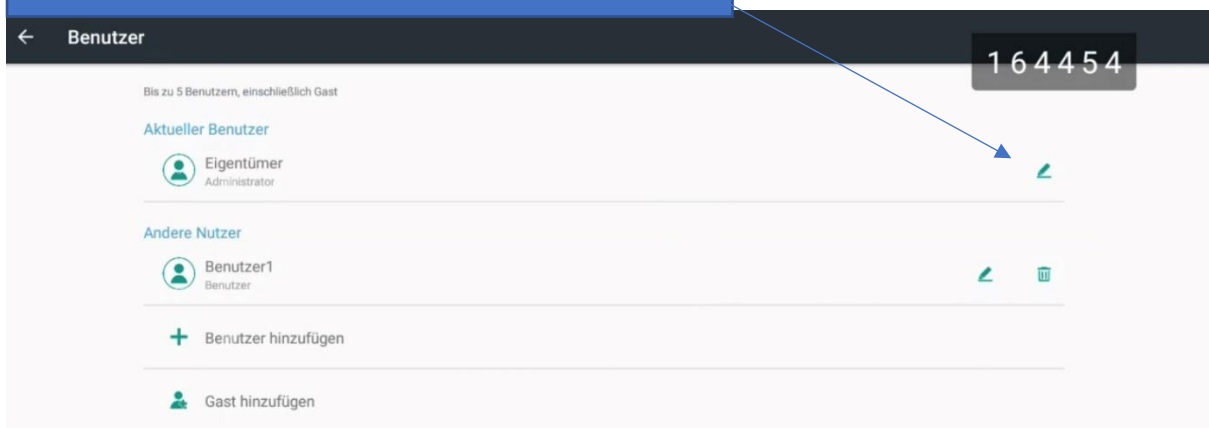 Benutzer
164454
Bis zu 5 Benutzern, einschließlich Gast
Aktueller Benutzer
Eigentümer
Administrator
Andere Nutzer
Benutzer1
Benutzer
Benutzer hinzufügen
Gast hinzufügen